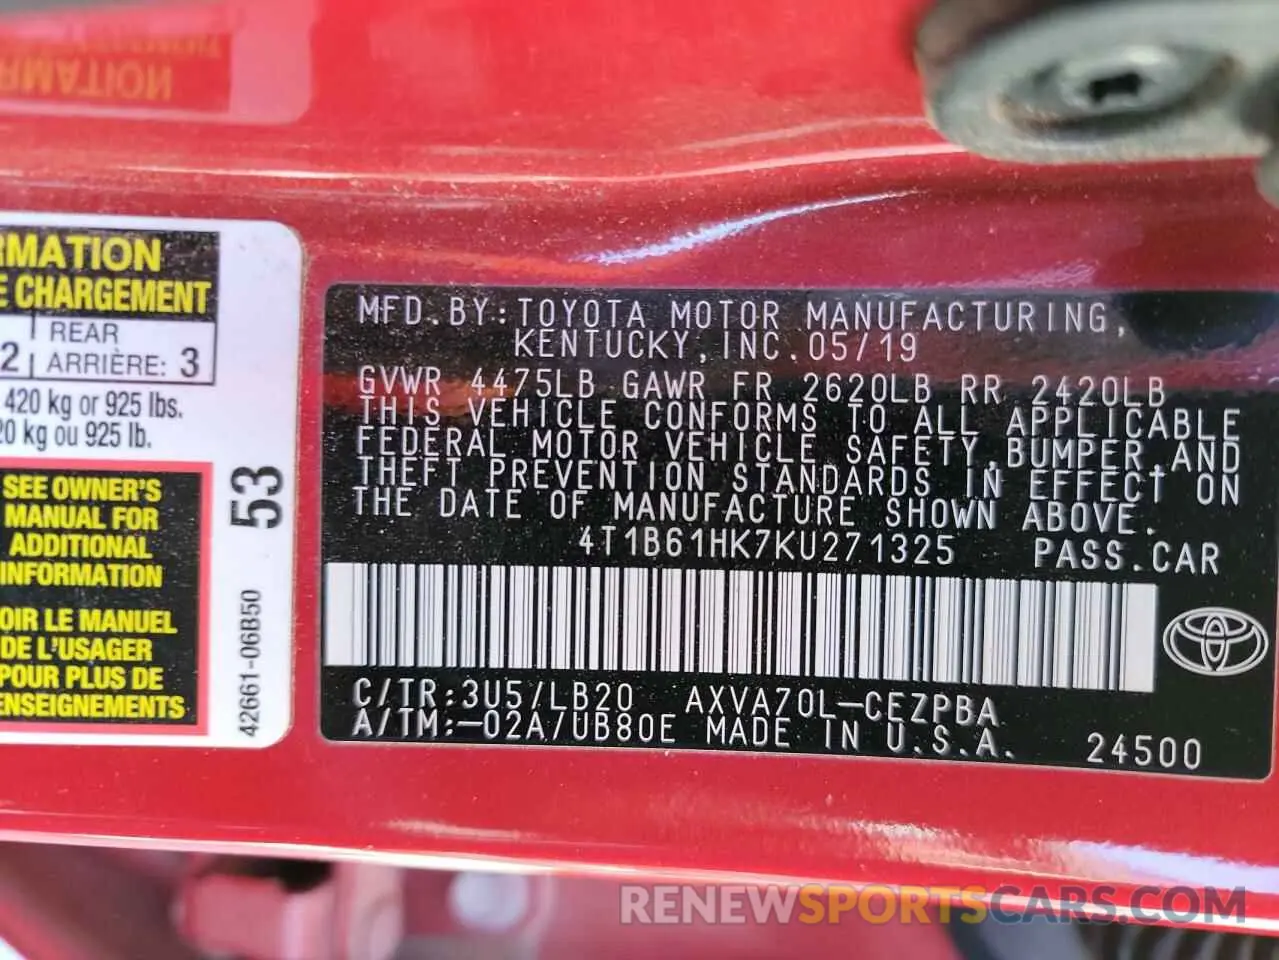 RMATION
RMATION
E CHARGEMENT
2 REAR
ARRIÈRE: 3
420 kg or 925 lbs.
20 kg ou 925 lb.
SEE OWNER'S
MANUAL FOR
ADDITIONAL
INFORMATION
OIR LE MANUEL
DE L'USAGER
POUR PLUS DE
ENSEIGNEMENTS
53
42661-06B50
MFD.BY:TOYOTA MOTOR MANUFACTURING,
KENTUCKY,INC.05/19
GVWR 4475LB GAWR FR 2620LB RR 2420LB
THIS VEHICLE CONFORMS TO ALL APPLICABLE
FEDERAL MOTOR VEHICLE SAFETY,BUMPER,AND
THEFT PREVENTION STANDARDS IN EFFECT ON
THE DATE OF MANUFACTURE SHOWN ABOVE.
4T1B61HK7KU271325 PASS.CAR
C/TR:3U5/LB20 AXVA70L-CEZPBA
A/TM:-02A/UB80E MADE IN U.S.A. 24500
RENEWSPORTSCARS.COM